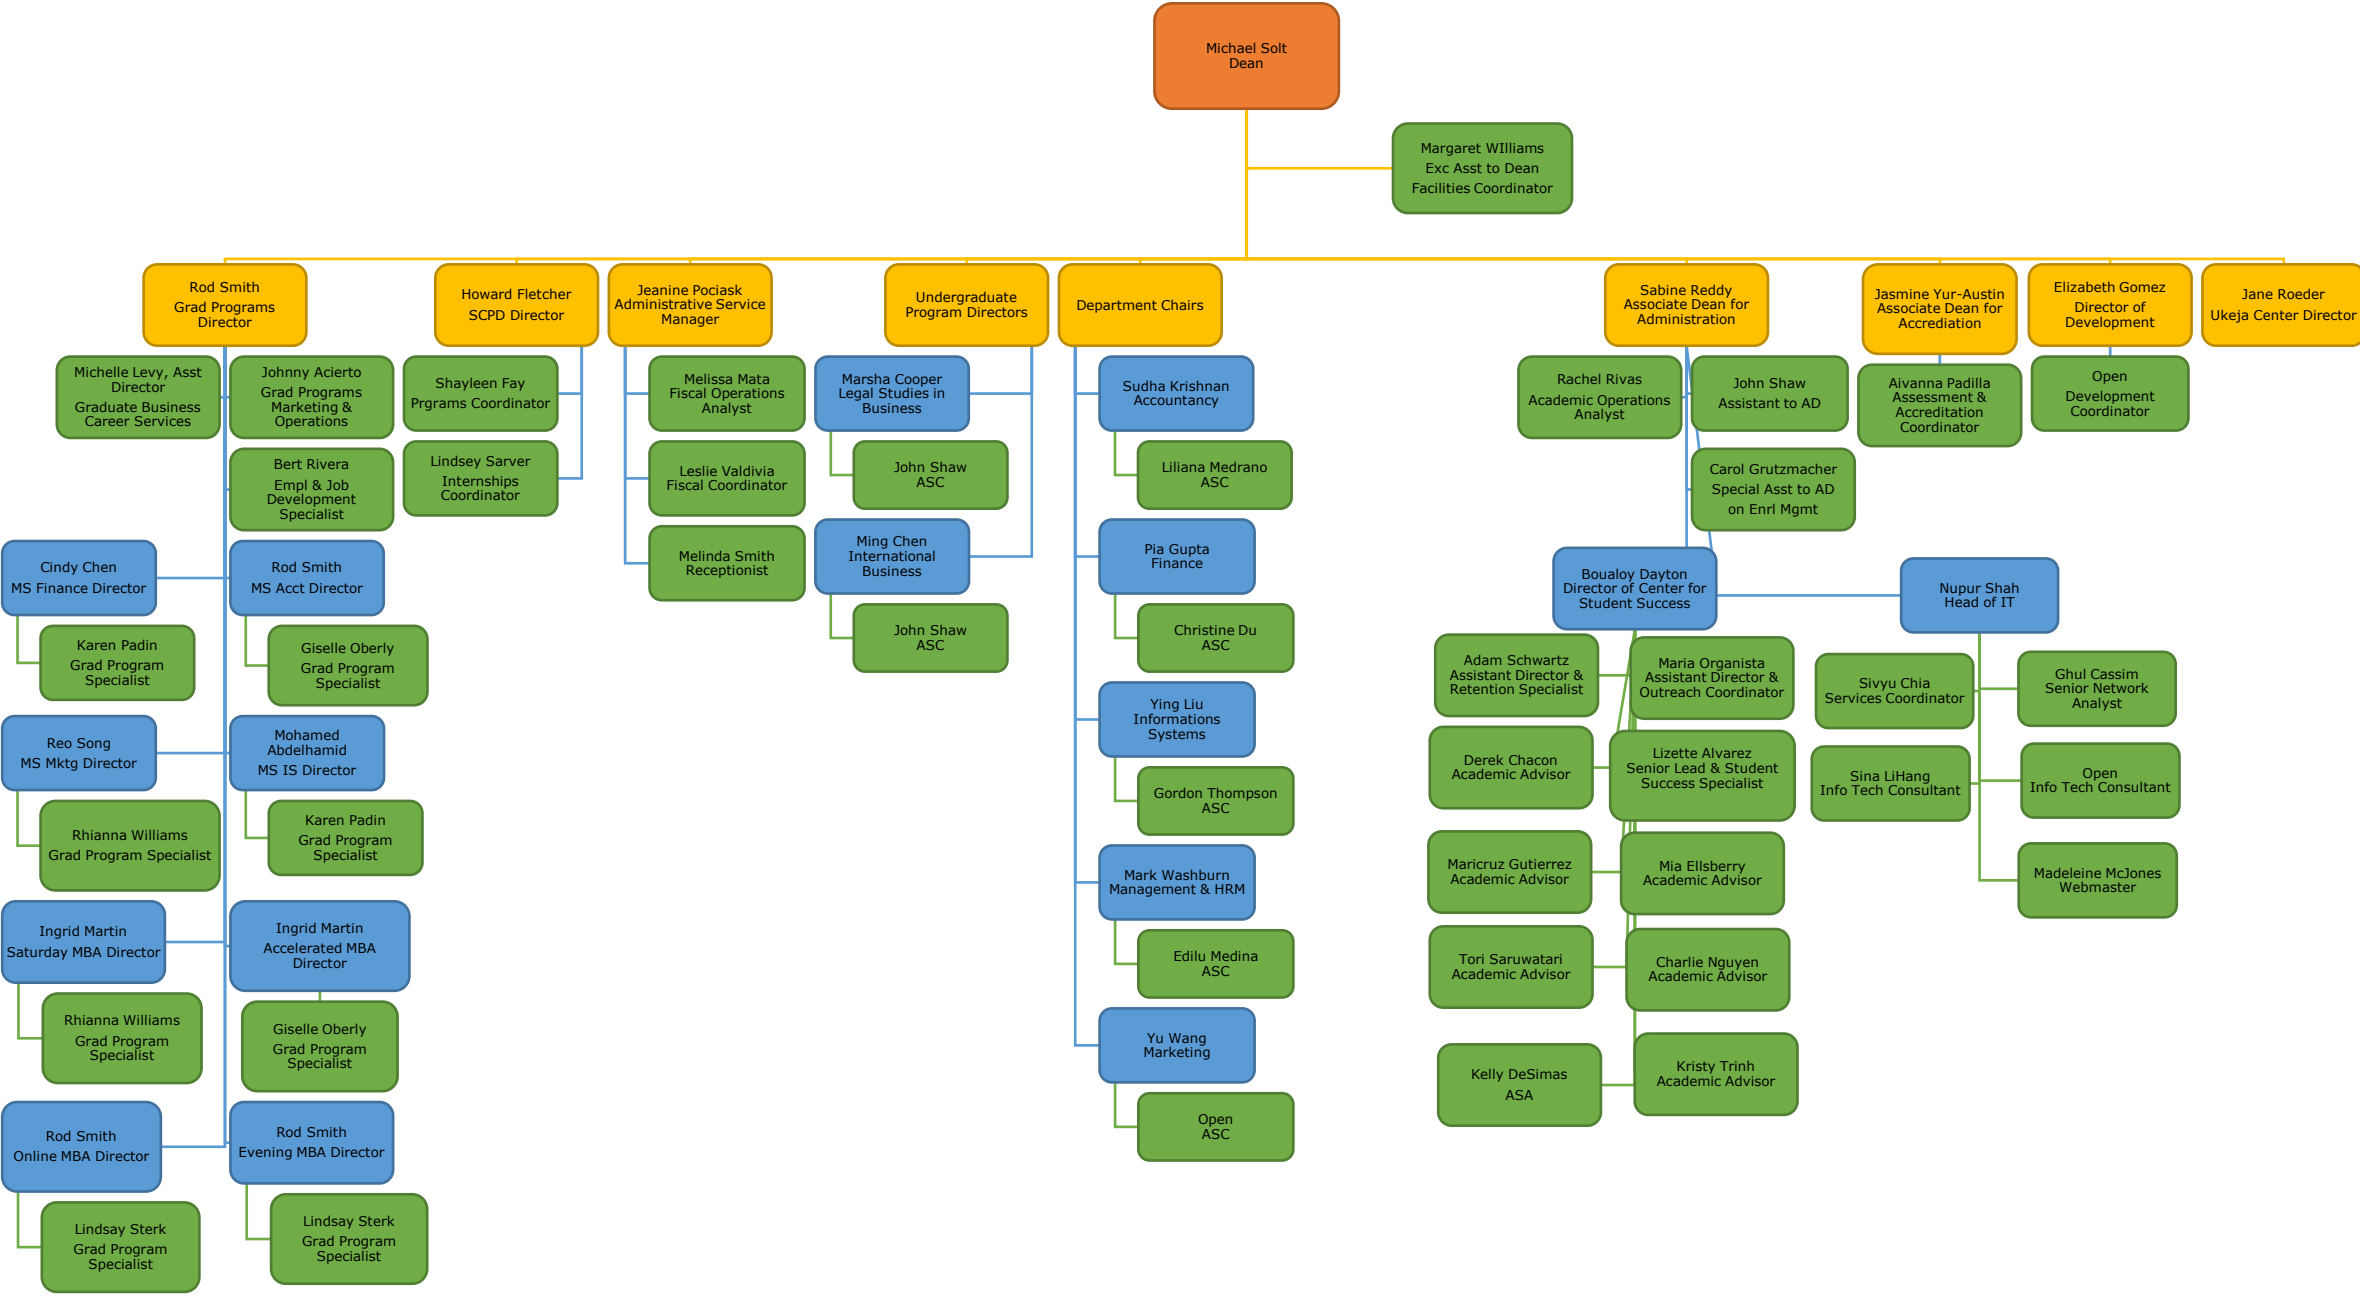 Michael Solt
Dean
Margaret WIlliams
Exc Asst to Dean
Facilities Coordinator
Rod Smith
Grad Programs
Director
Howard Fletcher
SCPD Director
Jeanine Pociask
Administrative Service
Manager
Undergraduate
Program Directors
Department Chairs
Sabine Reddy
Associate Dean for
Administration
Jasmine Yur-Austin
Associate Dean for
Accrediation
Elizabeth Gomez
Director of
Development
Jane Roeder
Ukeja Center Director
Michelle Levy, Asst
Director
Graduate Business
Career Services
Johnny Acierto
Grad Programs
Marketing &
Operations
Bert Rivera
Empl & Job
Development
Specialist
Cindy Chen
MS Finance Director
Rod Smith
MS Acct Director
Karen Padin
Grad Program
Specialist
Giselle Oberly
Grad Program
Specialist
Reo Song
MS Mktg Director
Mohamed
Abdelhamid
MS IS Director
Rhianna Williams
Grad Program Specialist
Karen Padin
Grad Program
Specialist
Ingrid Martin
Saturday MBA Director
Ingrid Martin
Accelerated MBA
Director
Rhianna Williams
Grad Program
Specialist
Giselle Oberly
Grad Program
Specialist
Rod Smith
Online MBA Director
Rod Smith
Evening MBA Director
Lindsay Sterk
Grad Program
Specialist
Lindsay Sterk
Grad Program
Specialist
Shayleen Fay
Prgrams Coordinator
Lindsey Sarver
Internships
Coordinator
Melissa Mata
Fiscal Operations
Analyst
Leslie Valdivia
Fiscal Coordinator
Melinda Smith
Receptionist
Marsha Cooper
Legal Studies in
Business
John Shaw
ASC
Ming Chen
International
Business
John Shaw
ASC
Sudha Krishnan
Accountancy
Liliana Medrano
ASC
Pia Gupta
Finance
Christine Du
ASC
Ying Liu
Informations
Systems
Gordon Thompson
ASC
Mark Washburn
Management & HRM
Edilu Medina
ASC
Yu Wang
Marketing
Open
ASC
Rachel Rivas
Academic Operations
Analyst
John Shaw
Assistant to AD
Carol Grutzmacher
Special Asst to AD
on Enrl Mgmt
Boualoy Dayton
Director of Center for
Student Success
Nupur Shah
Head of IT
Adam Schwartz
Assistant Director &
Retention Specialist
Maria Organista
Assistant Director &
Outreach Coordinator
Derek Chacon
Academic Advisor
Lizette Alvarez
Senior Lead & Student
Success Specialist
Maricruz Gutierrez
Academic Advisor
Mia Ellsberry
Academic Advisor
Tori Saruwatari
Academic Advisor
Charlie Nguyen
Academic Advisor
Kelly DeSimas
ASA
Kristy Trinh
Academic Advisor
Sivyu Chia
Services Coordinator
Ghul Cassim
Senior Network
Analyst
Sina LiHang
Info Tech Consultant
Open
Info Tech Consultant
Madeleine McJones
Webmaster
Aivanna Padilla
Assessment &
Accreditation
Coordinator
Open
Development
Coordinator